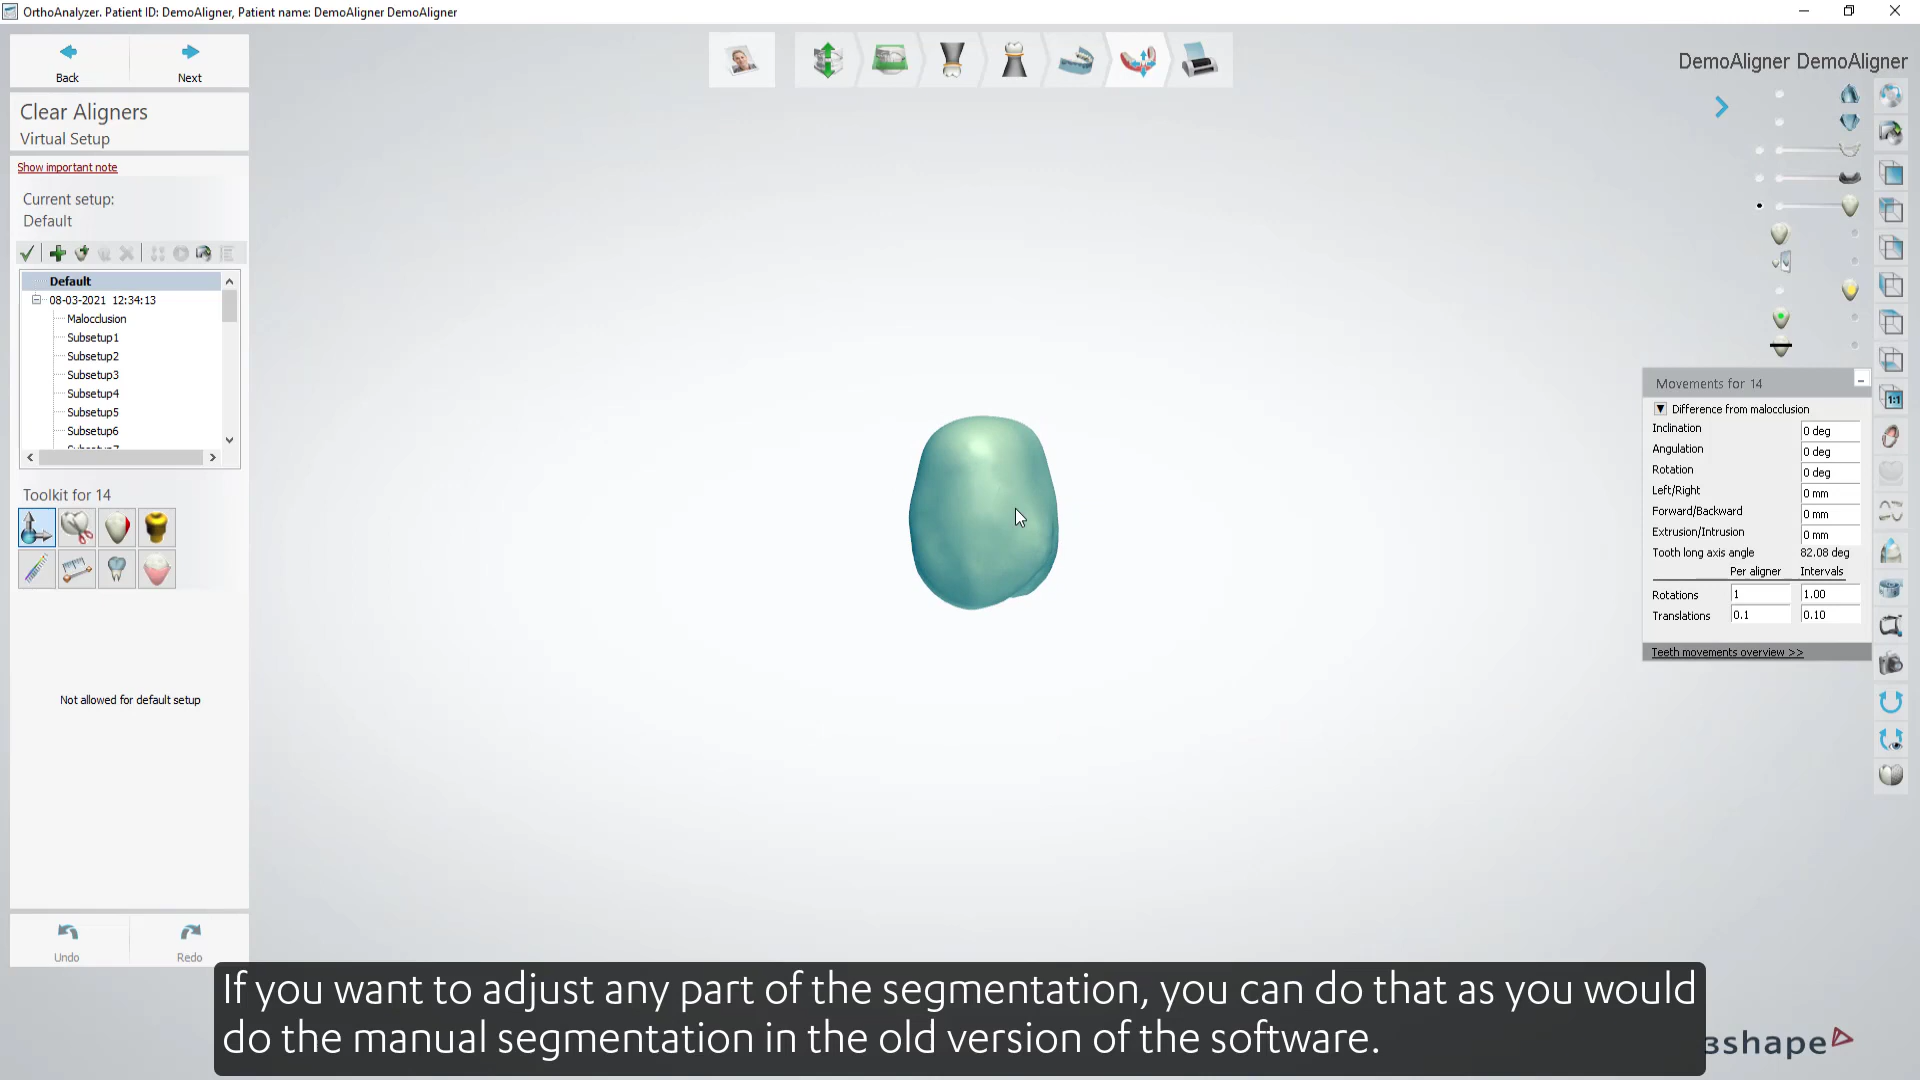 OrthoAnalyzer. Patient ID: DemoAligner, Patient name: DemoAligner DemoAligner
Back
Next
DemoAligner DemoAligner
Clear Aligners
Virtual Setup
Show important note
Current setup:
Default
Default
08-03-2021 12:34:13
Malocclusion
Subsetup1
Subsetup2
Subsetup3
Subsetup4
Subsetup5
Subsetup6
Toolkit for 14
Not allowed for default setup
Undo
Redo
1:1
Movements for 14
Difference from malocclusion
Inclination 0 deg
Angulation 0 deg
Rotation 0 deg
Left/Right 0 mm
Forward/Backward 0 mm
Extrusion/Intrusion 0 mm
Tooth long axis angle 82.08 deg
Per aligner Intervals
Rotations 1 1.00
Translations 0.1 0.10
Teeth movements overview >>
If you want to adjust any part of the segmentation, you can do that as you would
do the manual segmentation in the old version of the software.
3shape